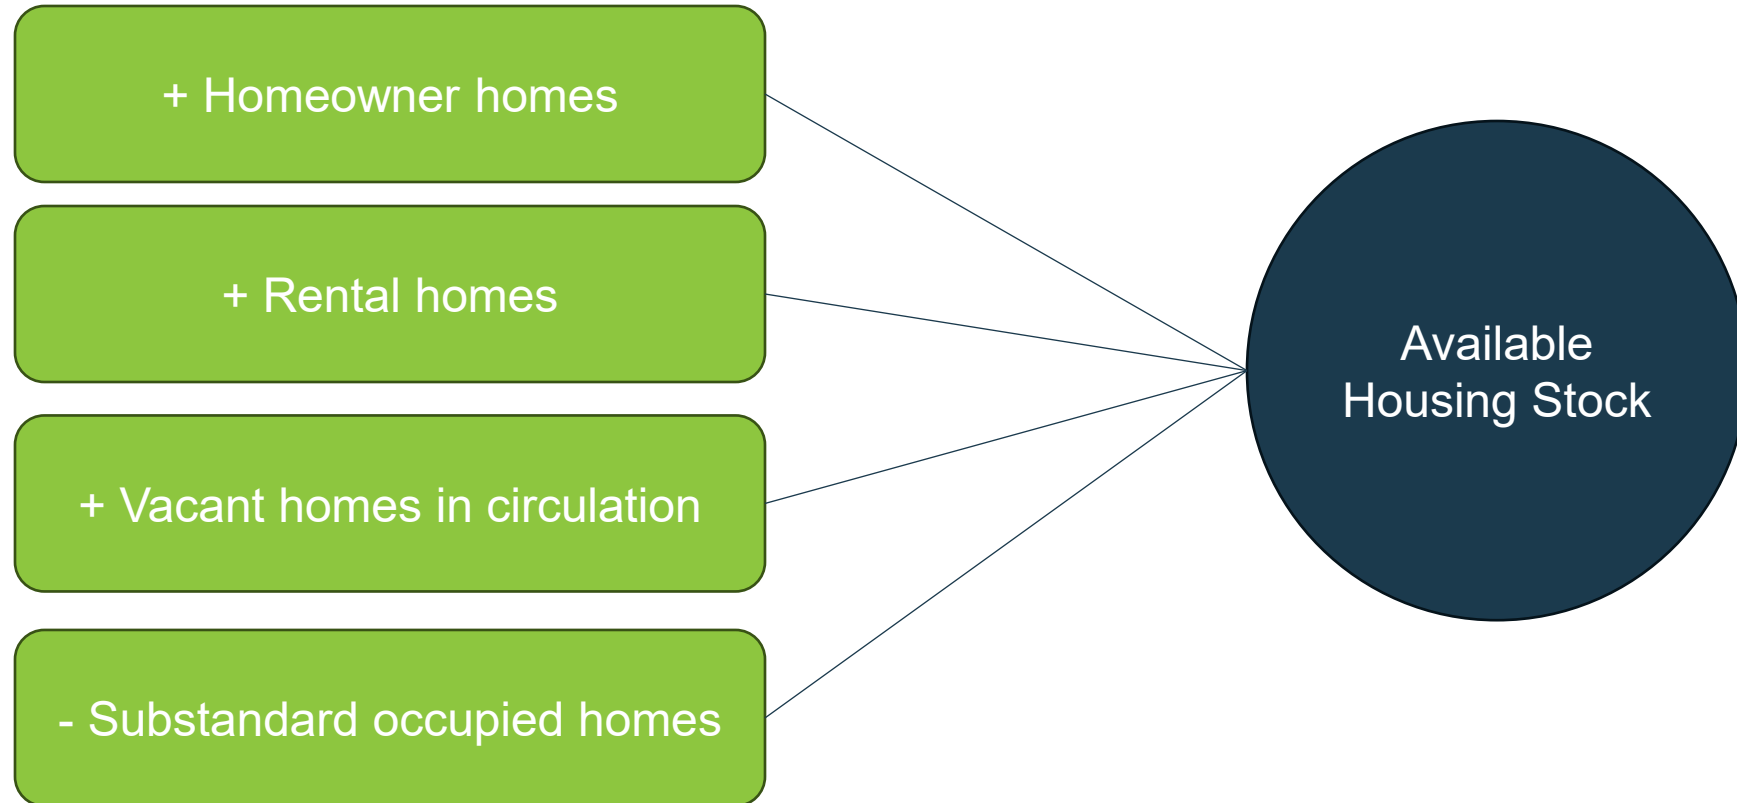 + Homeowner homes
+ Rental homes
+ Vacant homes in circulation
- Substandard occupied homes
Available
Housing Stock